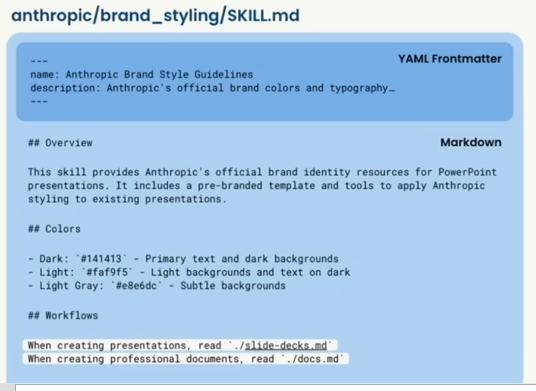 anthropic/brand_styling/SKILL.md
YAML Frontmatter
---
name: Anthropic Brand Style Guidelines
description: Anthropic's official brand colors and typography…
---
## Overview
Markdown
This skill provides Anthropic's official brand identity resources for PowerPoint
presentations. It includes a pre-branded template and tools to apply Anthropic
styling to existing presentations.
## Colors
- Dark: `#141413` - Primary text and dark backgrounds
- Light: `#faf9f5` - Light backgrounds and text on dark
- Light Gray: `#e8e6dc` - Subtle backgrounds
## Workflows
When creating presentations, read `./slide-decks.md`
When creating professional documents, read `./docs.md`